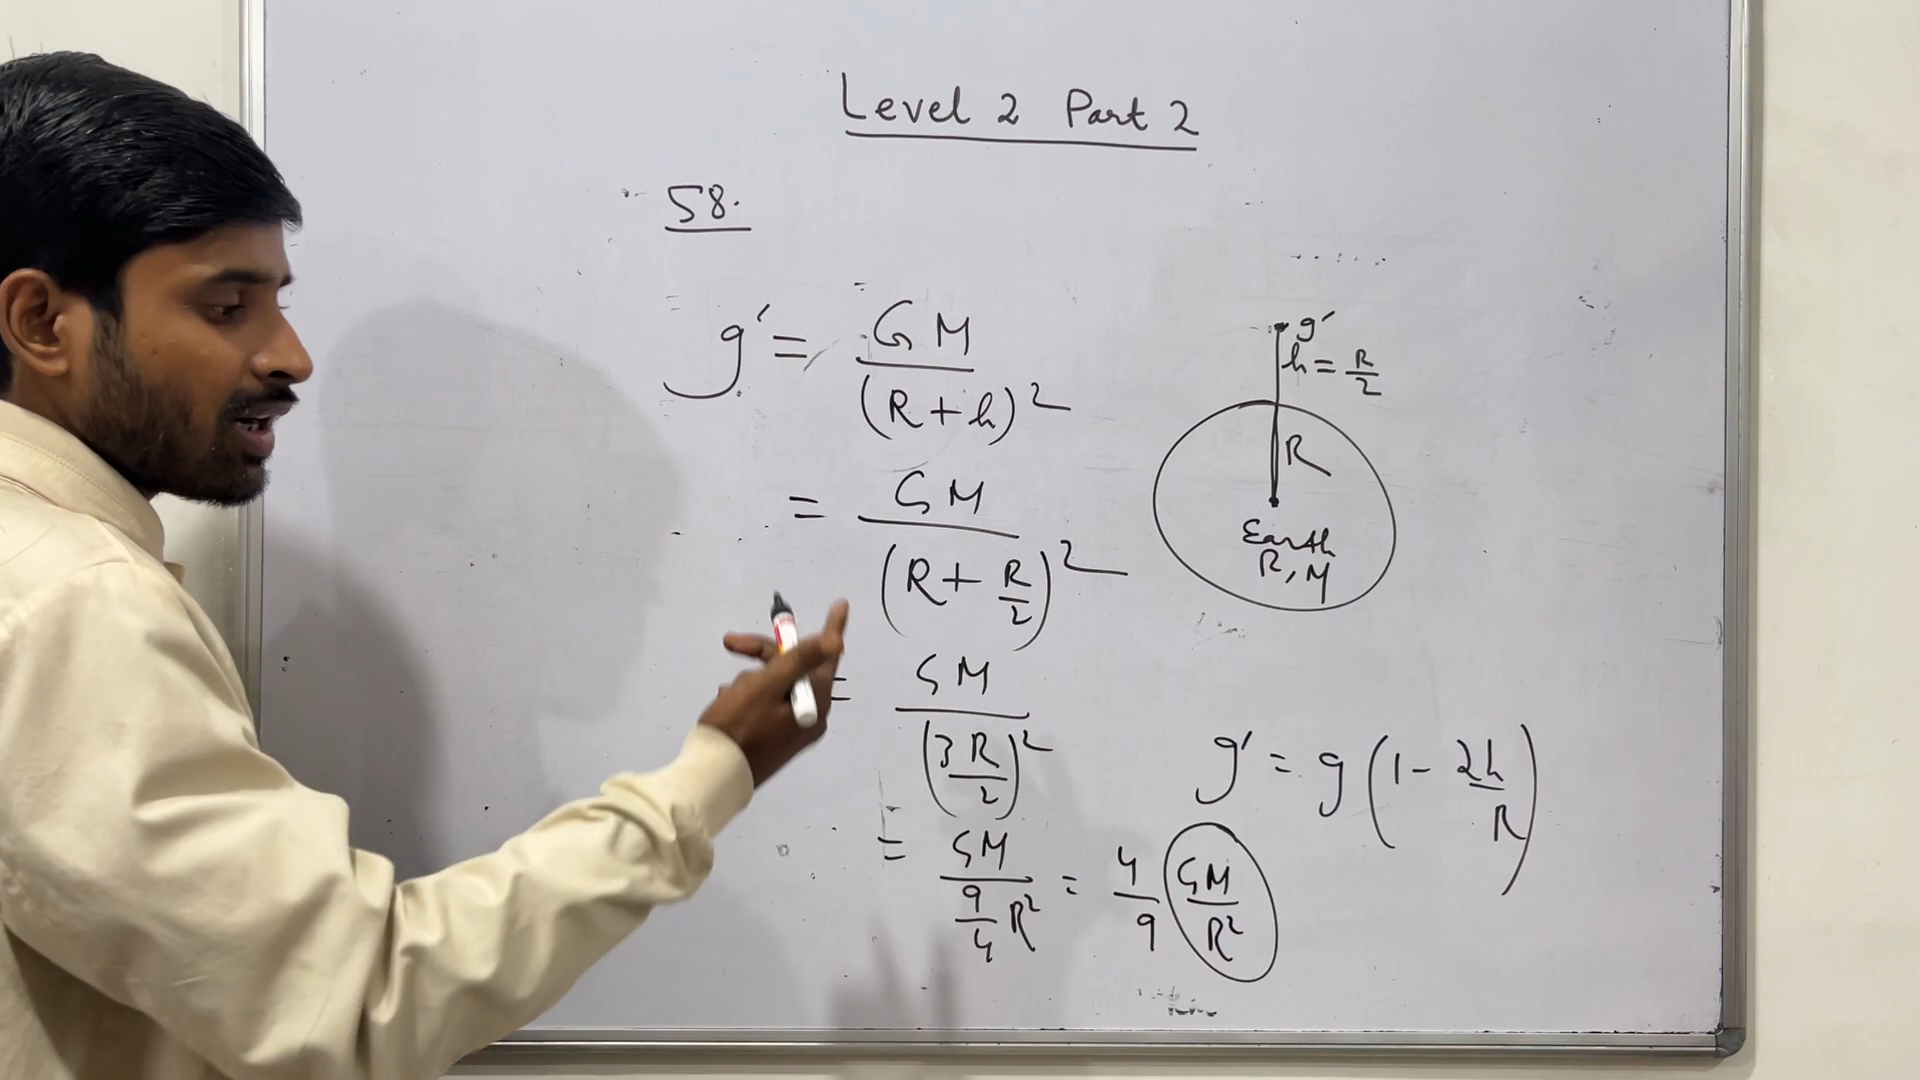 Level 2 Part 2
58.
g' = GM / (R + h)²
= GM / (R + R/2)²
= GM / (3R/2)²
= GM / (9/4 R²) = 4/9 GM/R²
g'
h = R/2
R
Earth
R, M
g' = g (1 - 2h/R)